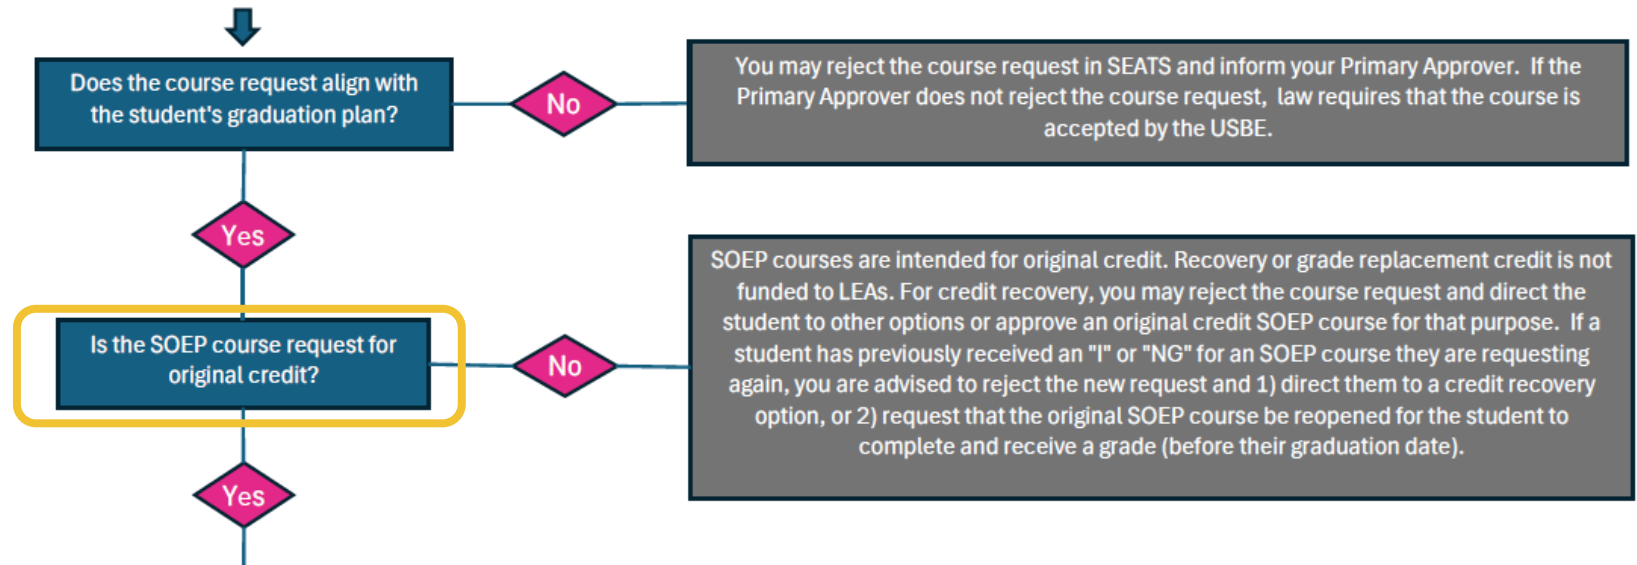 Does the course request align with
the student's graduation plan?
No
You may reject the course request in SEATS and inform your Primary Approver.  If the
Primary Approver does not reject the course request,  law requires that the course is
accepted by the USBE.
Yes
Is the SOEP course request for
original credit?
No
SOEP courses are intended for original credit. Recovery or grade replacement credit is not
funded to LEAs. For credit recovery, you may reject the course request and direct the
student to other options or approve an original credit SOEP course for that purpose.  If a
student has previously received an "I" or "NG" for an SOEP course they are requesting
again, you are advised to reject the new request and 1) direct them to a credit recovery
option, or 2) request that the original SOEP course be reopened for the student to
complete and receive a grade (before their graduation date).
Yes